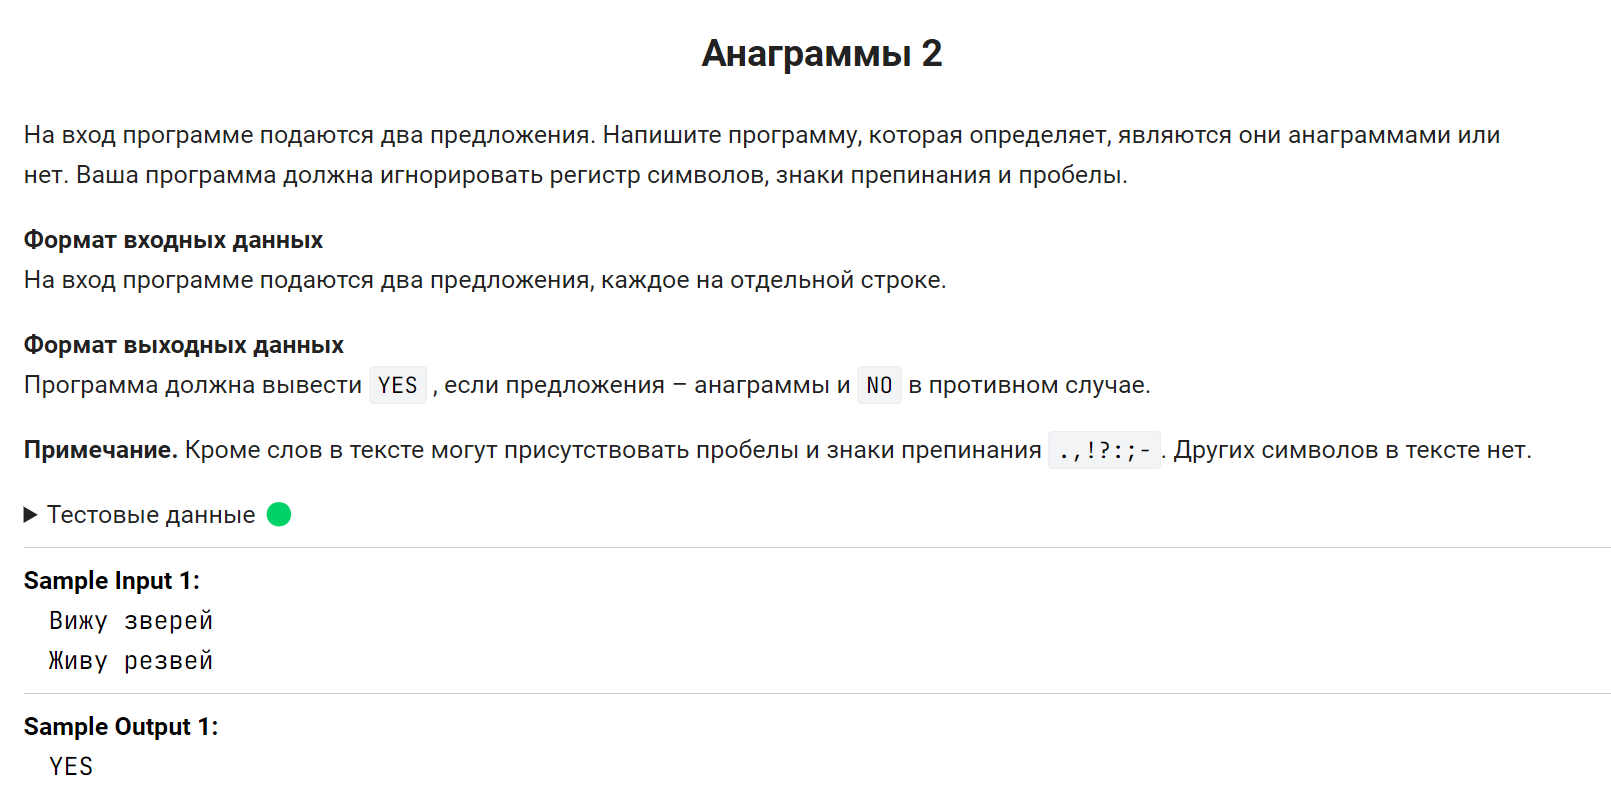 Анаграммы 2
На вход программе подаются два предложения. Напишите программу, которая определяет, являются они анаграммами или
нет. Ваша программа должна игнорировать регистр символов, знаки препинания и пробелы.
Формат входных данных
На вход программе подаются два предложения, каждое на отдельной строке.
Формат выходных данных
Программа должна вывести YES , если предложения – анаграммы и NO в противном случае.
Примечание. Кроме слов в тексте могут присутствовать пробелы и знаки препинания .,!?:;- . Других символов в тексте нет.
Тестовые данные
Sample Input 1:
Вижу зверей
Живу резвей
Sample Output 1:
YES